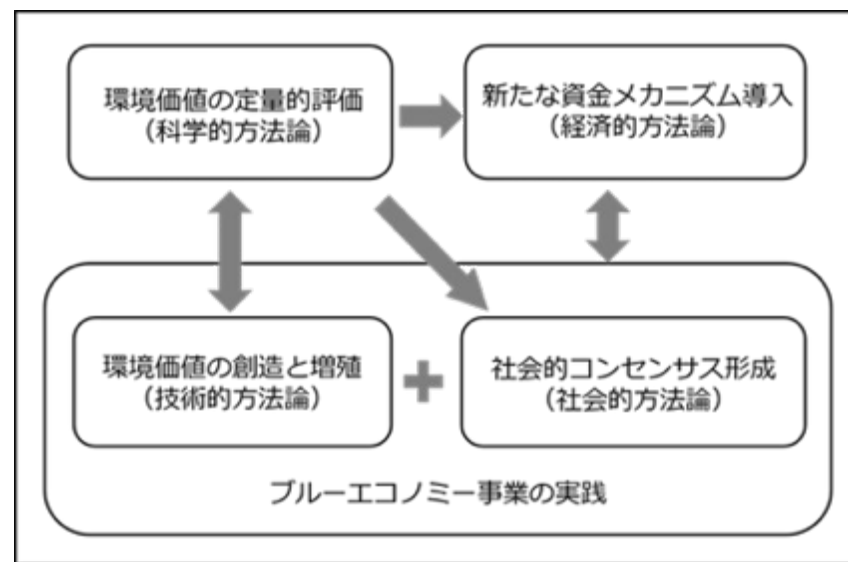 環境価値の定量的評価
（科学的方法論）
新たな資金メカニズム導入
（経済的方法論）
環境価値の創造と増殖
（技術的方法論）
社会的コンセンサス形成
（社会的方法論）
ブルーエコノミー事業の実践